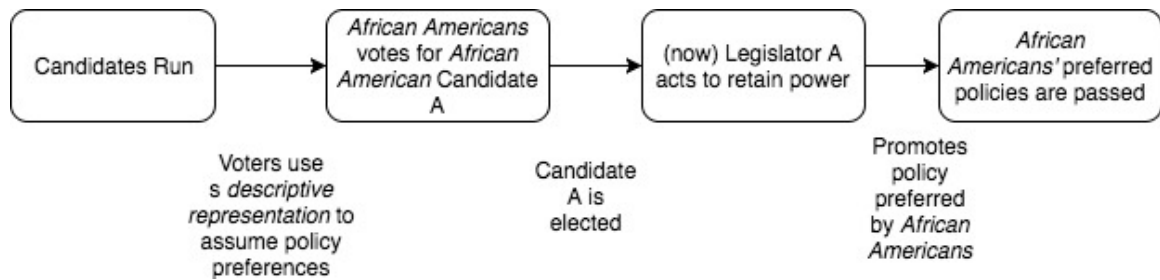 Candidates Run
African Americans
votes for African
American Candidate
A
(now) Legislator A
acts to retain power
African
Americans' preferred
policies are passed
Voters use
s descriptive
representation to
assume policy
preferences
Candidate
A is
elected
Promotes
policy
preferred
by African
Americans